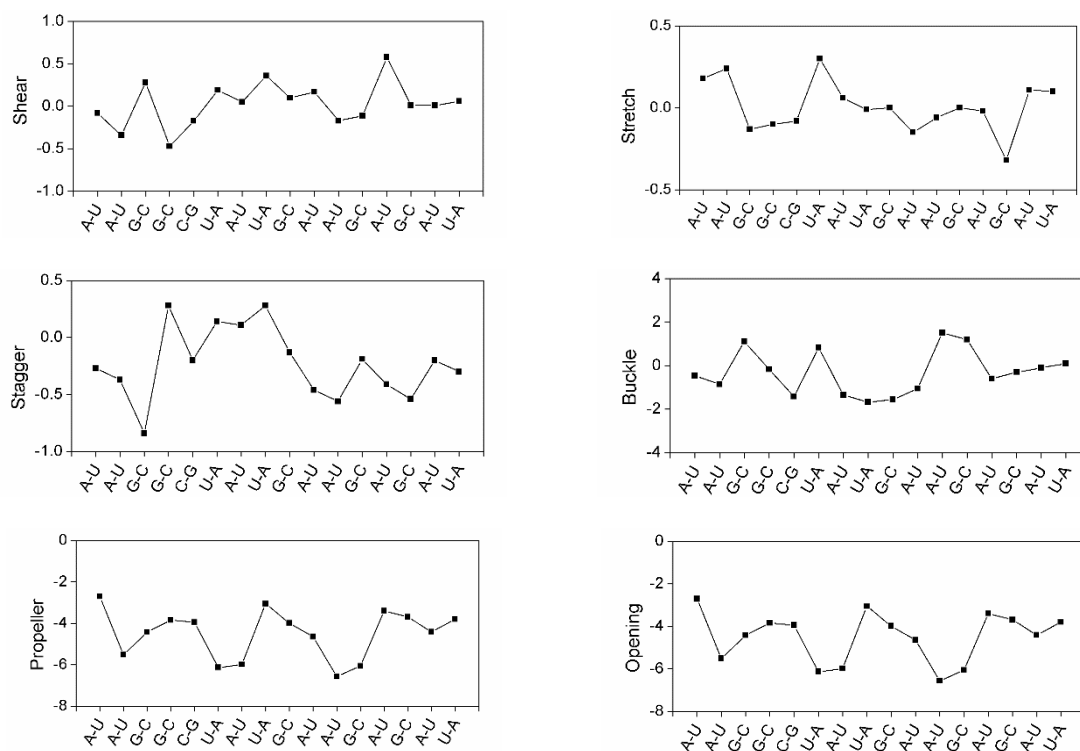 Shear
1.0
0.5
0.0
-0.5
-1.0
A-U A-U G-C G-C C-G U-A A-U U-A G-C A-U A-U G-C A-U G-C A-U U-A
Stretch
0.5
0.0
-0.5
A-U A-U G-C G-C C-G U-A A-U U-A G-C A-U A-U G-C A-U G-C A-U U-A
Stagger
0.5
0.0
-0.5
-1.0
A-U A-U G-C G-C C-G U-A A-U U-A G-C A-U A-U G-C A-U G-C A-U U-A
Buckle
4
2
0
-2
-4
A-U A-U G-C G-C C-G U-A A-U U-A G-C A-U A-U G-C A-U G-C A-U U-A
Propeller
0
-2
-4
-6
-8
A-U A-U G-C G-C C-G U-A A-U U-A G-C A-U A-U G-C A-U G-C A-U U-A
Opening
0
-2
-4
-6
-8
A-U A-U G-C G-C C-G U-A A-U U-A G-C A-U A-U G-C A-U G-C A-U U-A